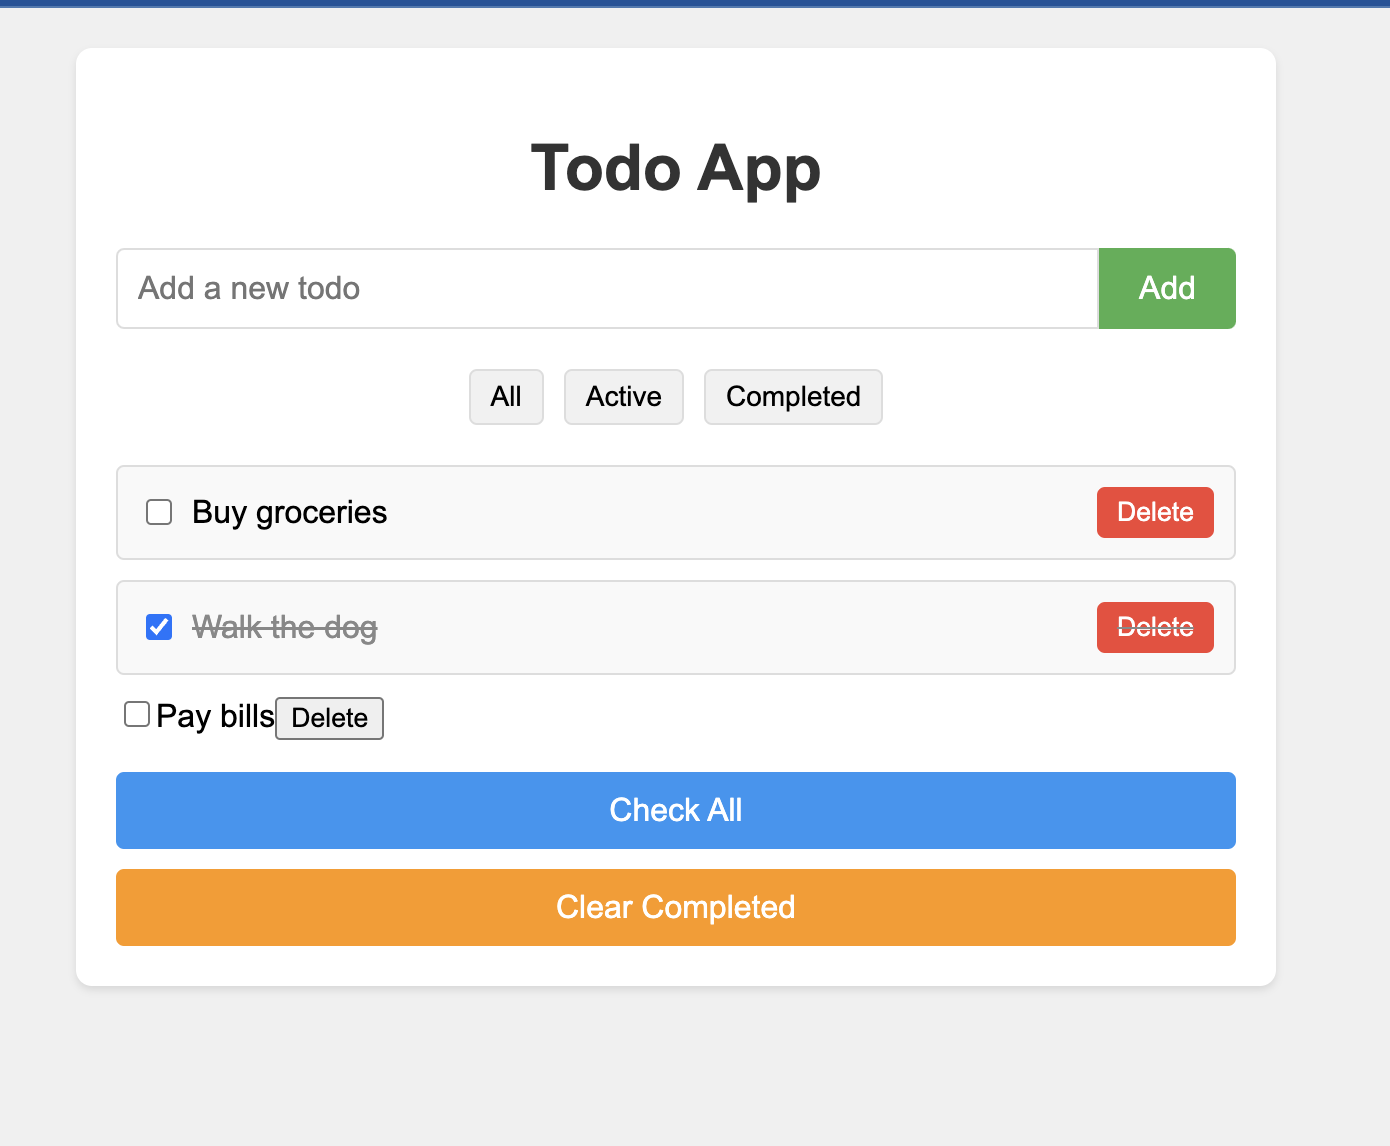 Todo App
Add a new todo
Add
All Active Completed
Buy groceries Delete
Walk the dog Delete
Pay bills Delete
Check All
Clear Completed